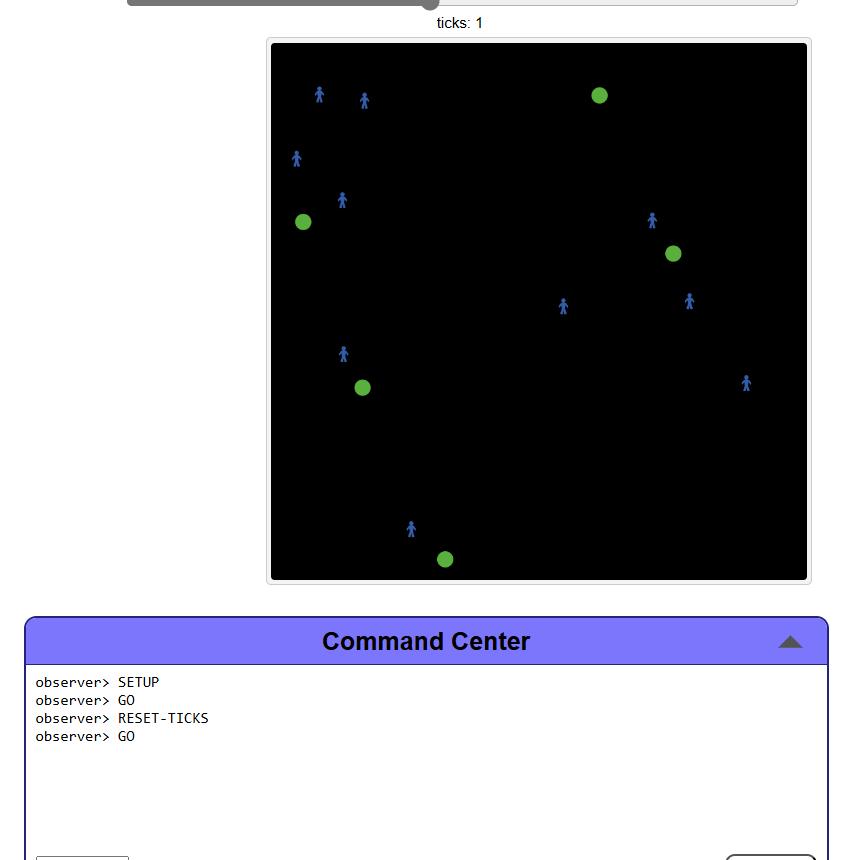 ticks: 1
Command Center
observer> SETUP
observer> GO
observer> RESET-TICKS
observer> GO